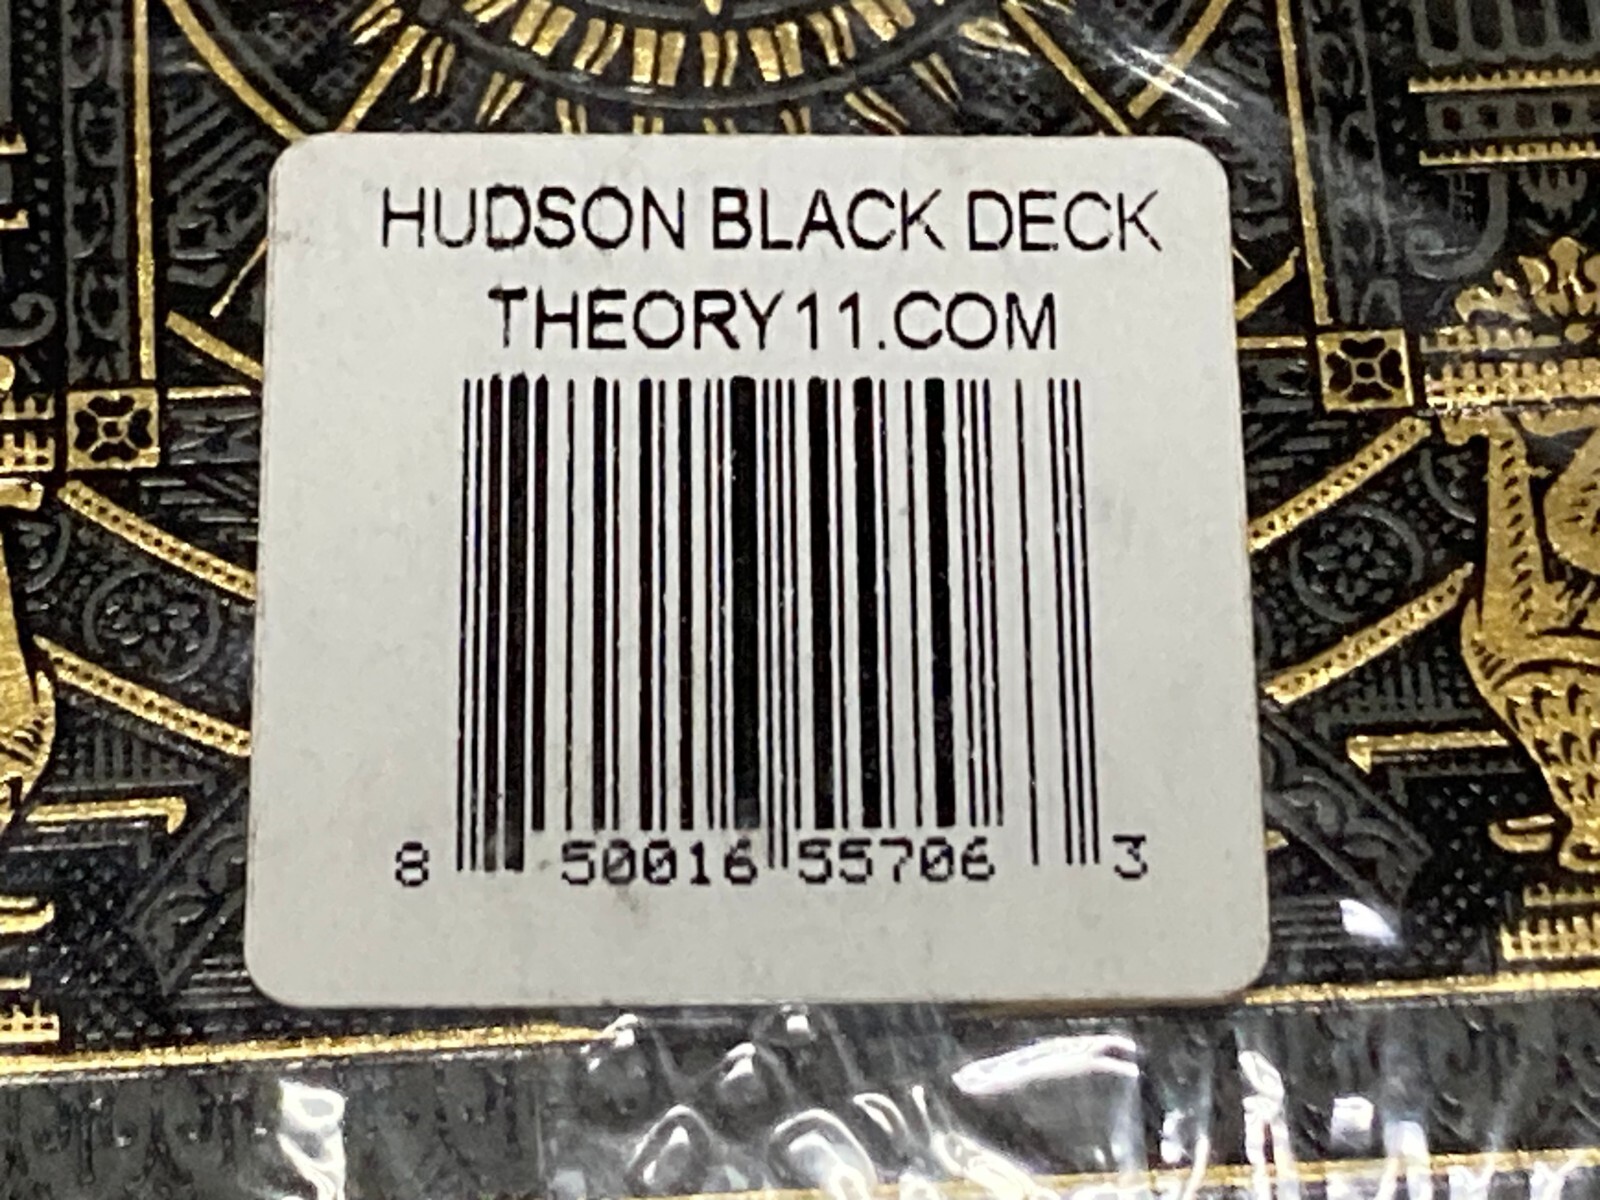 HUDSON BLACK DECK
THEORY11.COM
8 50016 55706 3